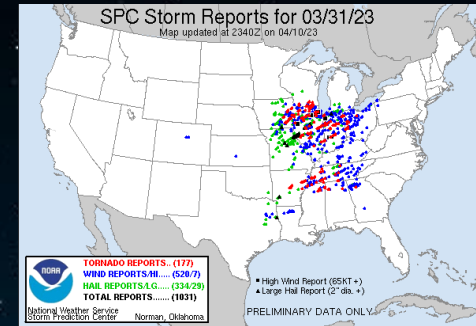 SPC Storm Reports for 03/31/23
Map updated at 2340Z on 04/10/23
NOAA
TORNADO REPORTS.. (177)
WIND REPORTS/HI..... (520/7)
HAIL REPORTS/LG..... (334/29)
TOTAL REPORTS....... (1031)
National Weather Service
Storm Prediction Center Norman, Oklahoma
High Wind Report (65KT +)
Large Hail Report (2" dia. +)
PRELIMINARY DATA ONLY